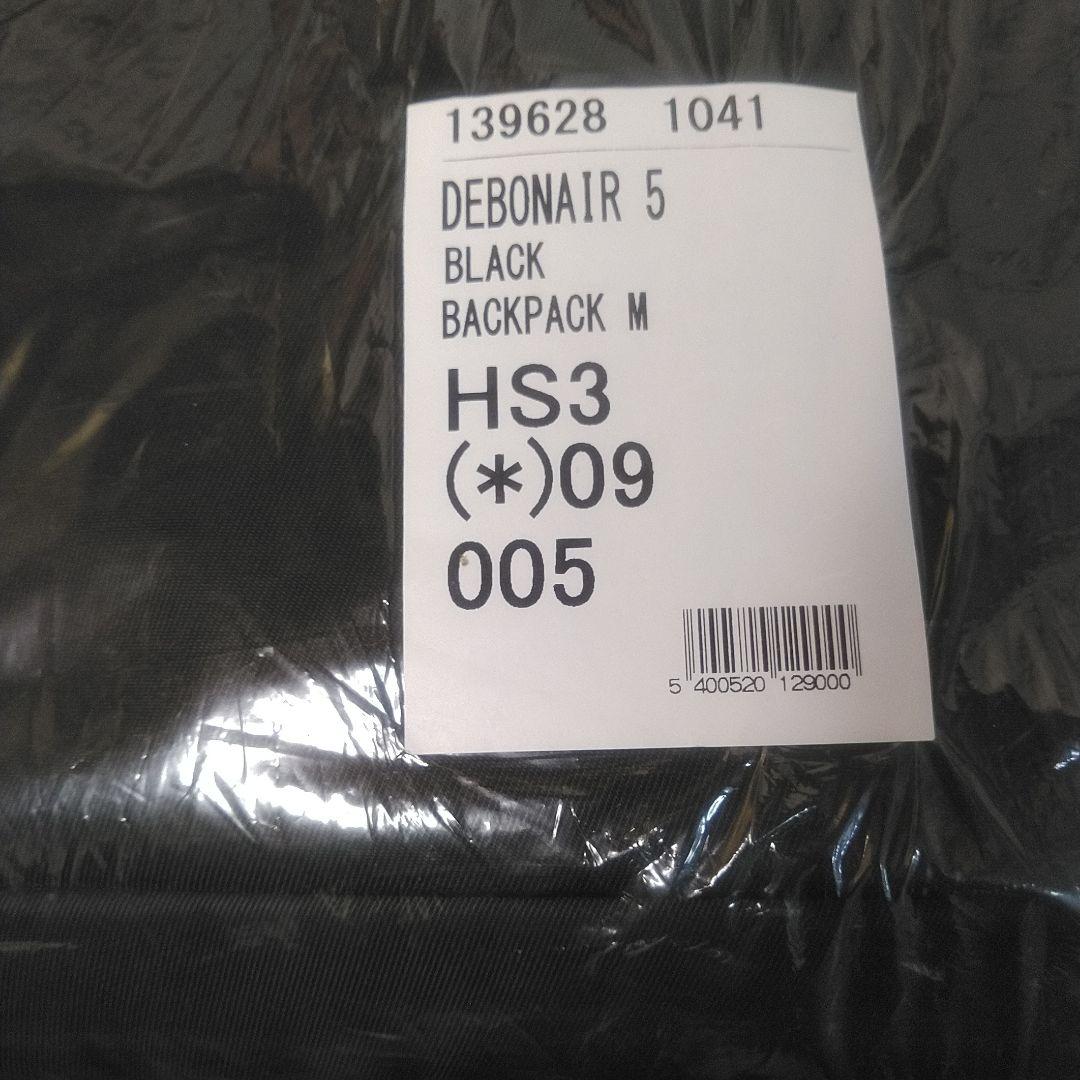 139628 1041
DEBONAIR 5
BLACK
BACKPACK M
HS3
(*)09
005
5 400520 129000